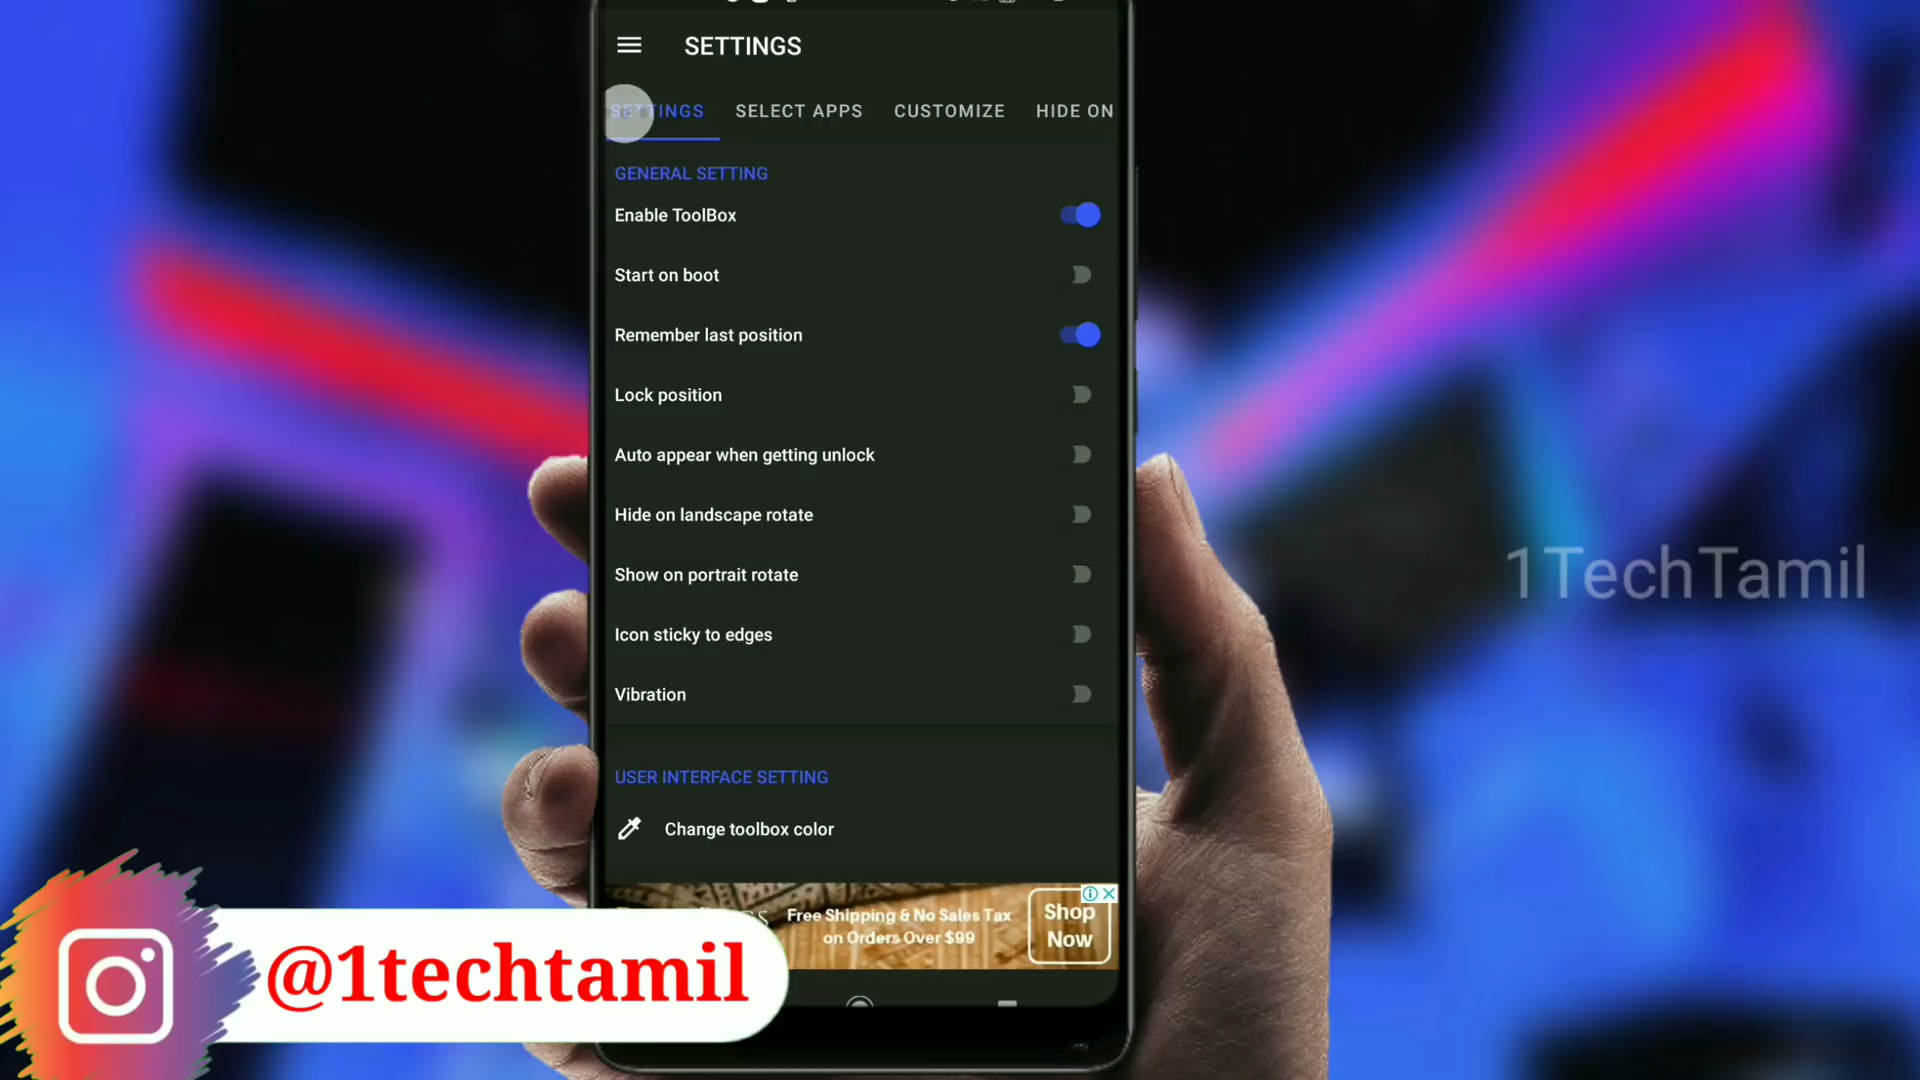 SETTINGS
SETTINGS
SELECT APPS
CUSTOMIZE
HIDE ON
GENERAL SETTING
Enable ToolBox
Start on boot
Remember last position
Lock position
Auto appear when getting unlock
Hide on landscape rotate
Show on portrait rotate
Icon sticky to edges
Vibration
USER INTERFACE SETTING
Change toolbox color
Free Shipping & No Sales Tax
on Orders Over $99
Shop
Now
1TechTamil
@1techtamil